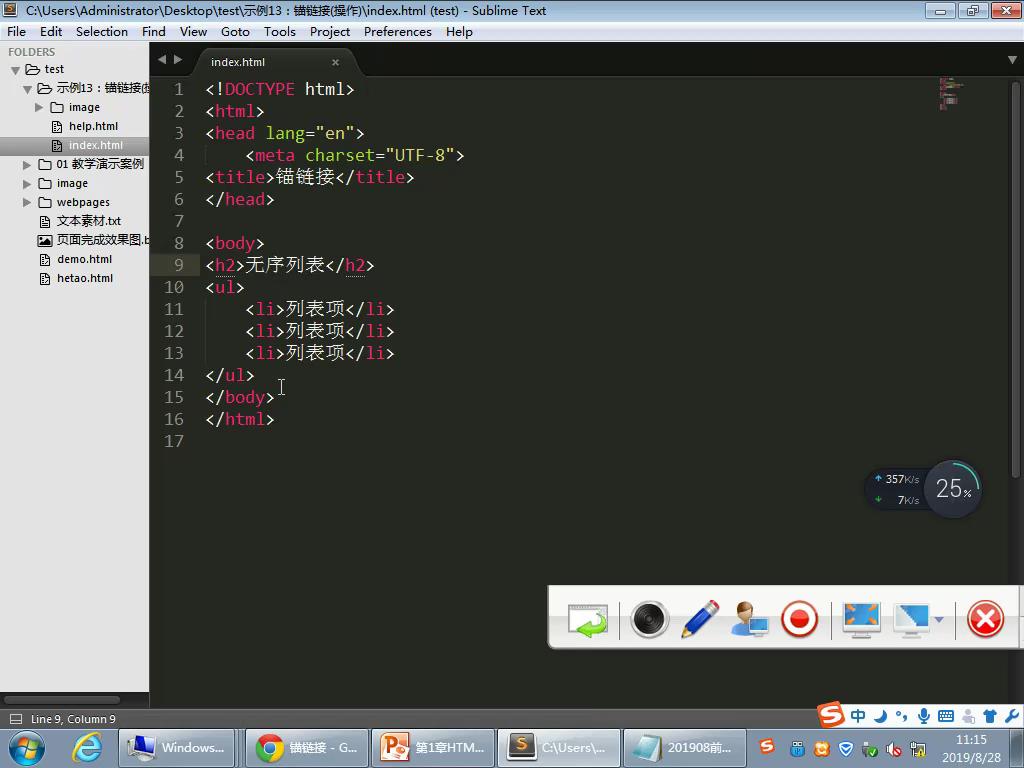 C:\Users\Administrator\Desktop\test\示例13：锚链接(操作)\index.html (test) - Sublime Text
File Edit Selection Find View Goto Tools Project Preferences Help
FOLDERS
test
示例13：锚链接(
image
help.html
index.html
01 教学演示案例
image
webpages
文本素材.txt
页面完成效果图.
demo.html
hetao.html
index.html
1 <!DOCTYPE html>
2 <html>
3 <head lang="en">
4 <meta charset="UTF-8">
5 <title>锚链接</title>
6 </head>
7
8 <body>
9 <h2>无序列表</h2>
10 <ul>
11 <li>列表项</li>
12 <li>列表项</li>
13 <li>列表项</li>
14 </ul>
15 </body>
16 </html>
17
357K/s
7K/s
25%
Line 9, Column 9
中
Windows...
锚链接 - G...
第1章HTM...
C:\Users\...
201908前...
11:15
2019/8/28